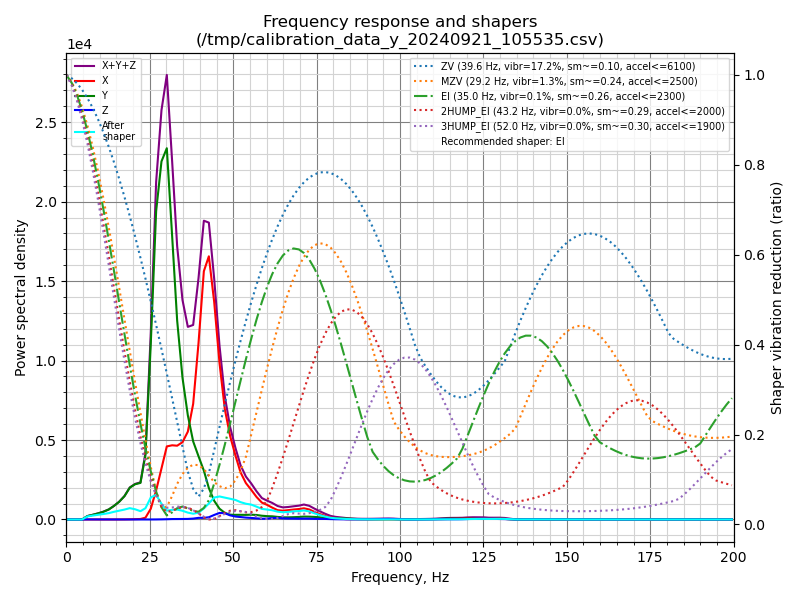 Frequency response and shapers
(/tmp/calibration_data_y_20240921_105535.csv)
1e4
X+Y+Z
X
Y
Z
After
shaper
ZV (39.6 Hz, vibr=17.2%, sm~=0.10, accel<=6100)
MZV (29.2 Hz, vibr=1.3%, sm~=0.24, accel<=2500)
EI (35.0 Hz, vibr=0.1%, sm~=0.26, accel<=2300)
2HUMP_EI (43.2 Hz, vibr=0.0%, sm~=0.29, accel<=2000)
3HUMP_EI (52.0 Hz, vibr=0.0%, sm~=0.30, accel<=1900)
Recommended shaper: EI
Power spectral density
2.5
2.0
1.5
1.0
0.5
0.0
1.0
0.8
0.6
0.4
0.2
0.0
Shaper vibration reduction (ratio)
0 25 50 75 100 125 150 175 200
Frequency, Hz